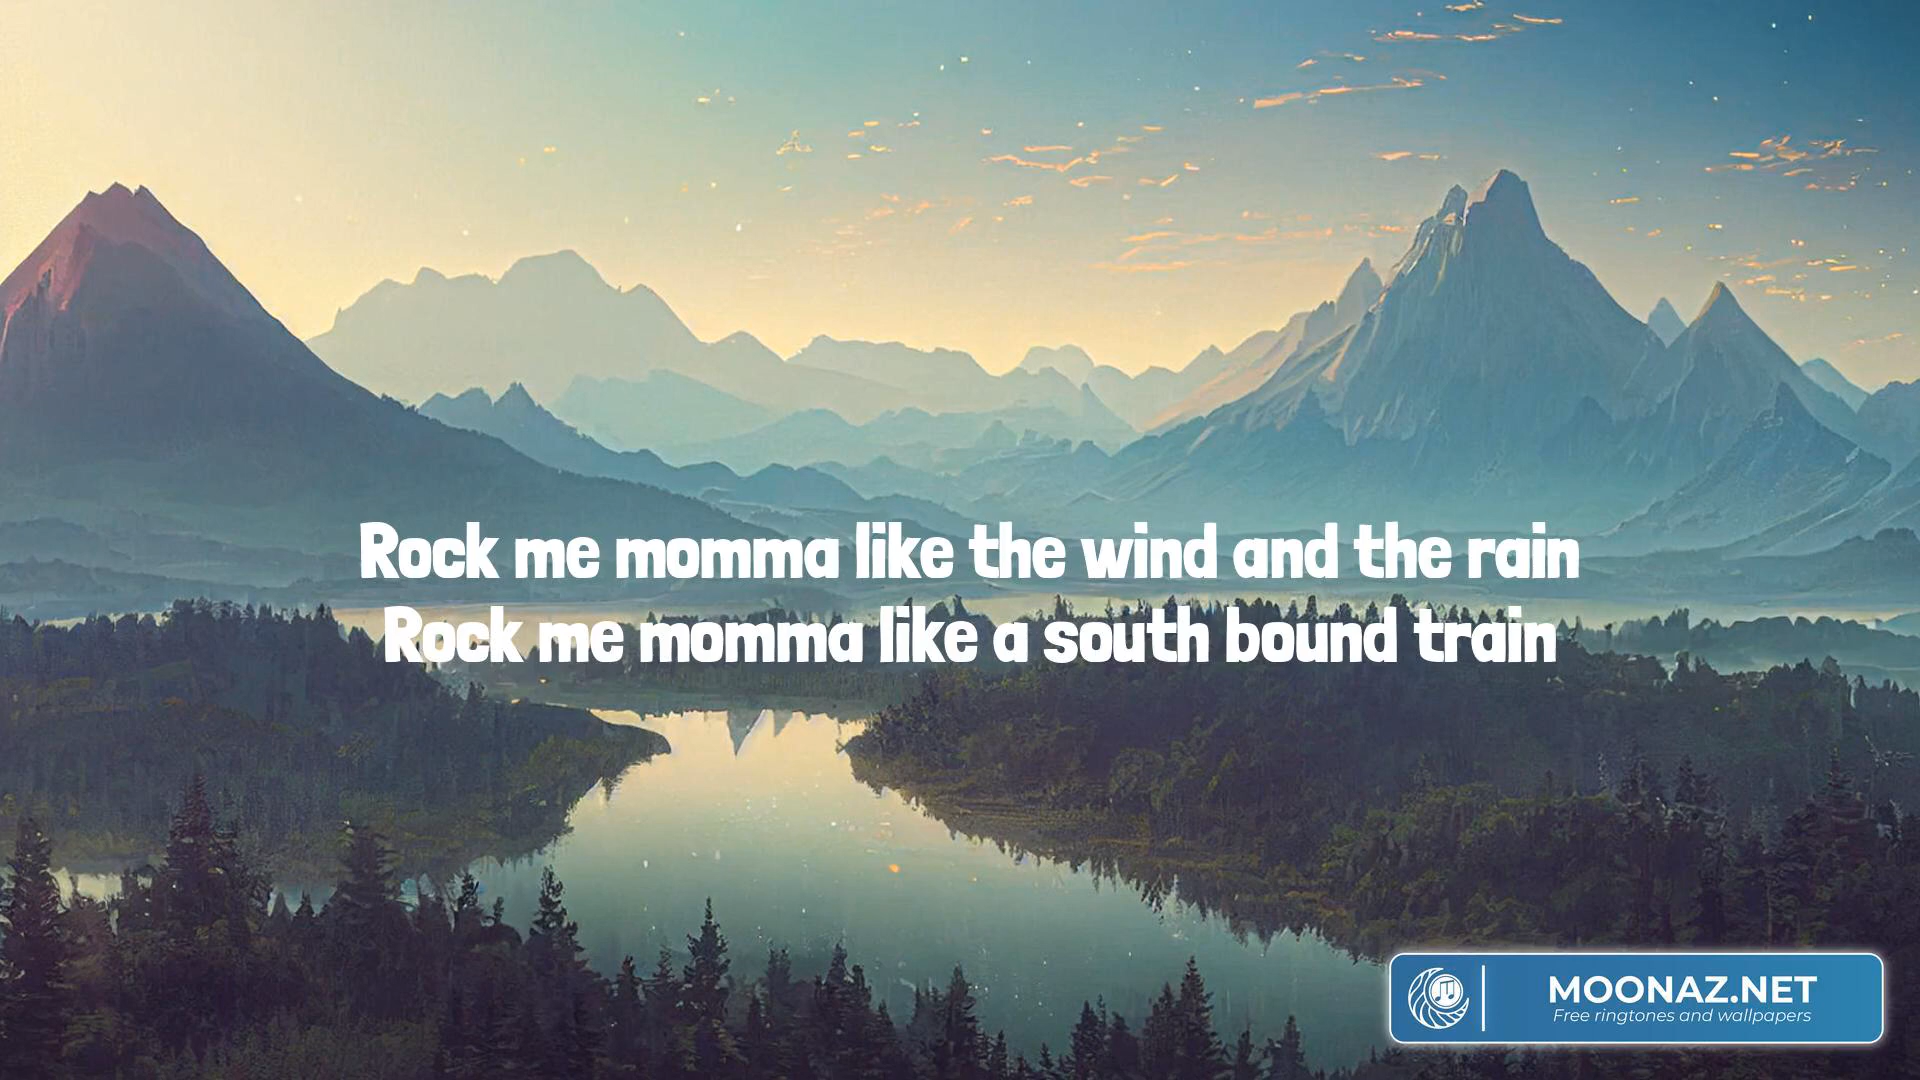 Rock me momma like the wind and the rain
Rock me momma like a south bound train
MOONAZ.NET
Free ringtones and wallpapers